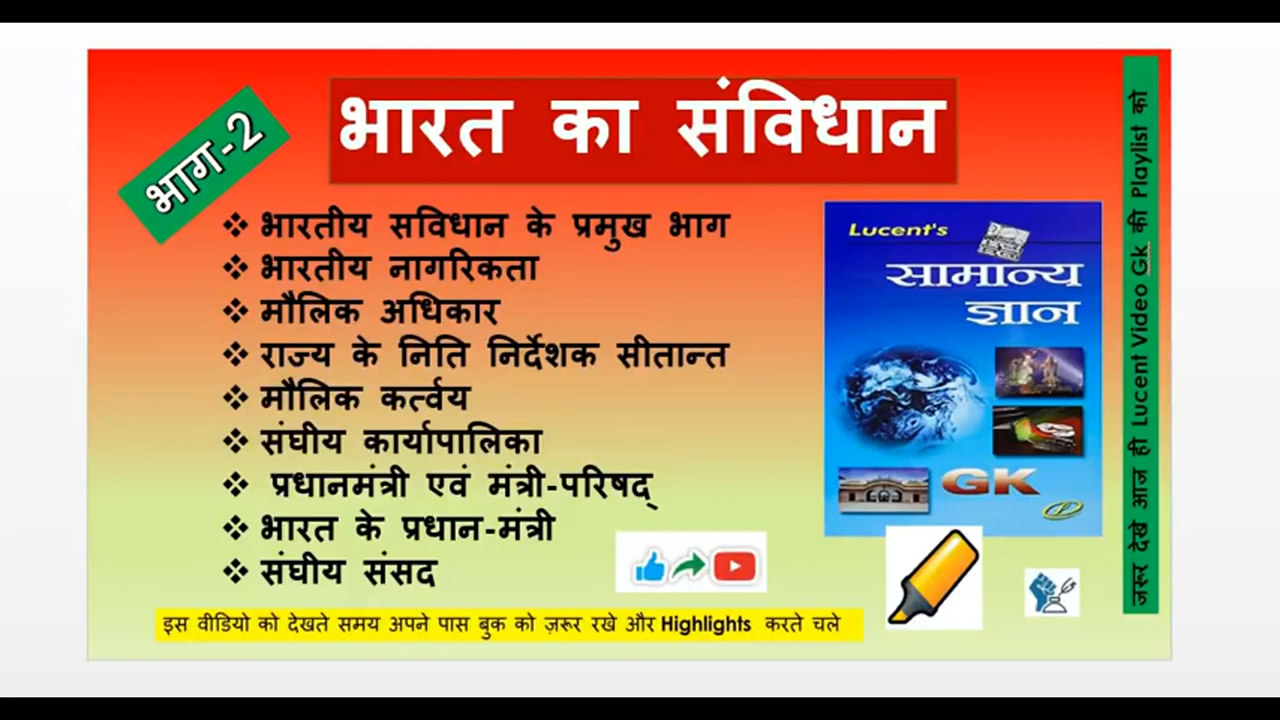 भाग-2
भारत का संविधान
❖ भारतीय सविधान के प्रमुख भाग
❖ भारतीय नागरिकता
❖ मौलिक अधिकार
❖ राज्य के निति निर्देशक सीतान्त
❖ मौलिक कर्त्वय
❖ संघीय कार्यापालिका
❖ प्रधानमंत्री एवं मंत्री-परिषद्
❖ भारत के प्रधान-मंत्री
❖ संघीय संसद
Lucent's
सामान्य
ज्ञान
GK
इस वीडियो को देखते समय अपने पास बुक को ज़रूर रखे और Highlights करते चले
जरूर देखे आज ही Lucent Video Gk की Playlist को